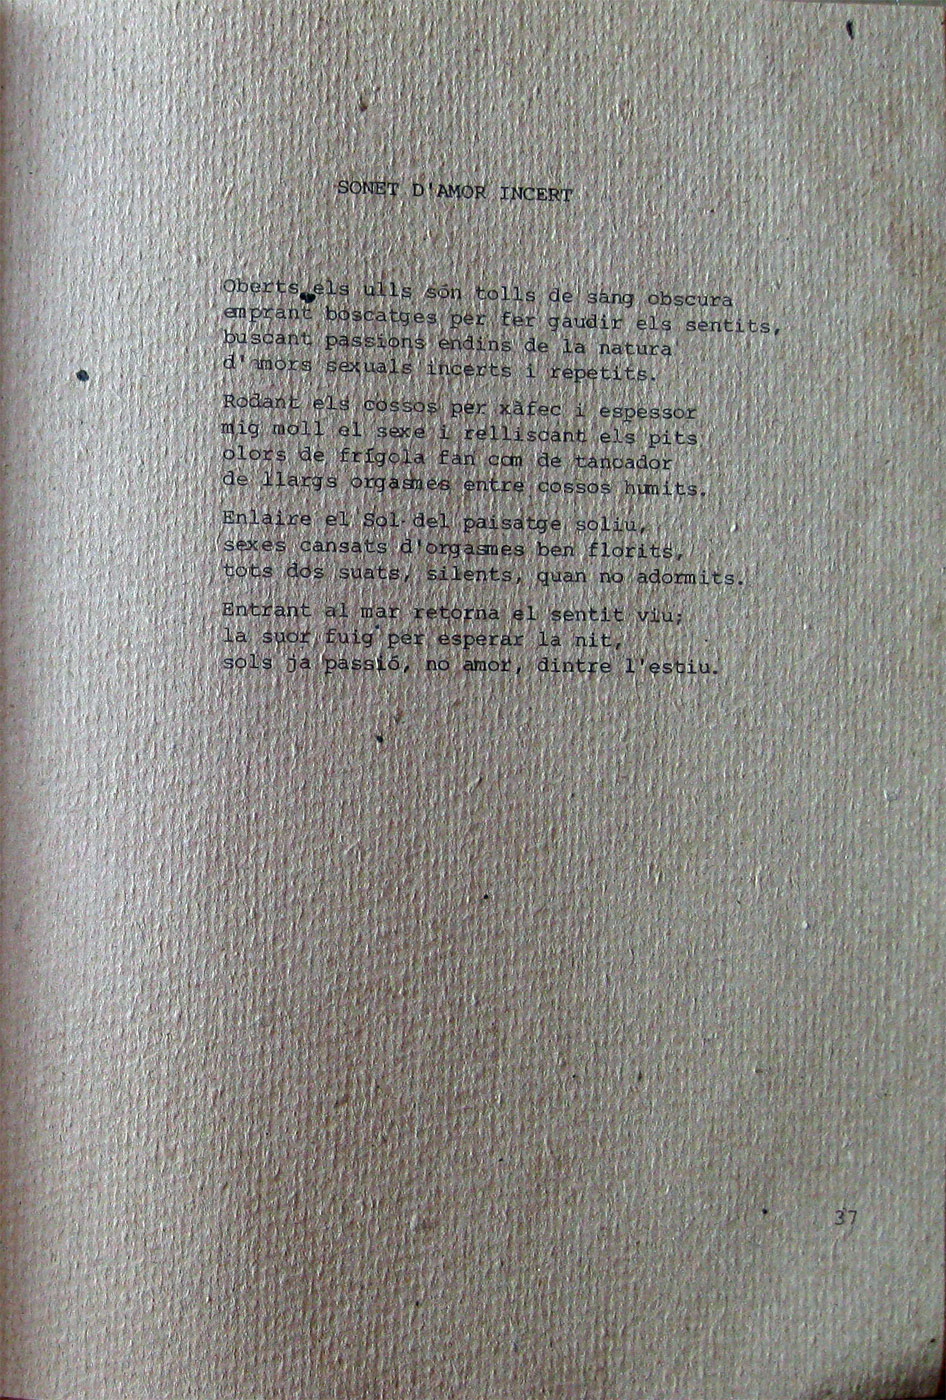 SONET D'AMOR INCERT
Oberts els ulls són tolls de sang obscura
emprant boscatges per fer gaudir els sentits,
buscant passions endins de la natura
d'amors sexuals incerts i repetits.
Rodant els cossos per xàfec i espessor
mig moll el sexe i relliscant els pits
olors de frígola fan com de tancador
de llargs orgasmes entre cossos humits.
Enlaire el Sol del paisatge soliu,
sexes cansats d'orgasmes ben florits,
tots dos suats, silents, quan no adormits.
Entrant al mar retorna el sentit viu;
la suor fuig per esperar la nit,
sols ja passió, no amor, dintre l'estiu.
37